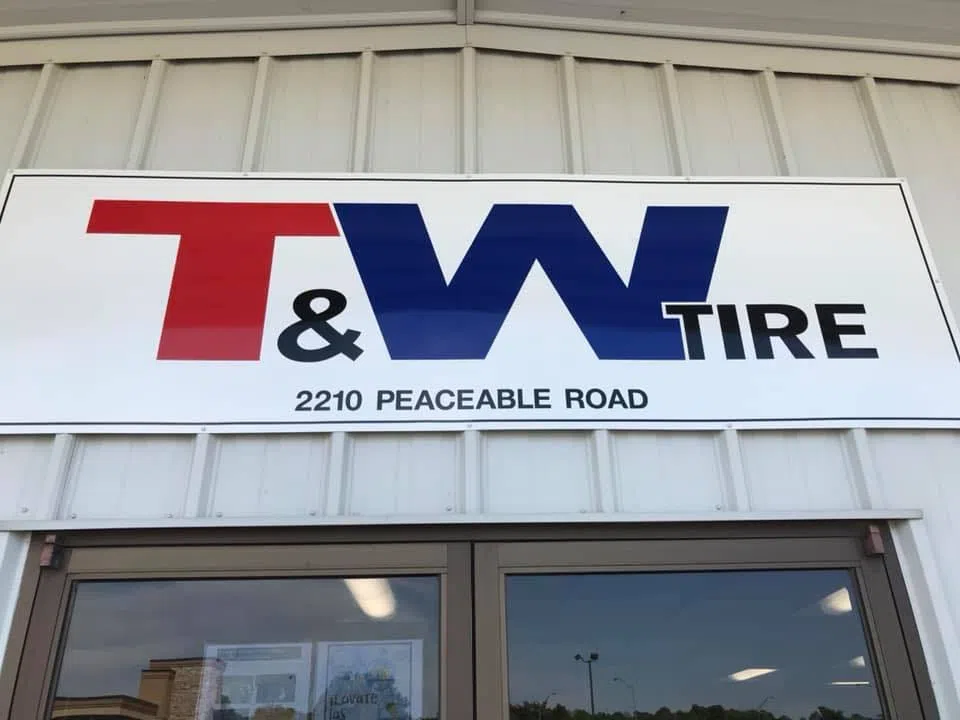 T&W TIRE
2210 PEACEABLE ROAD